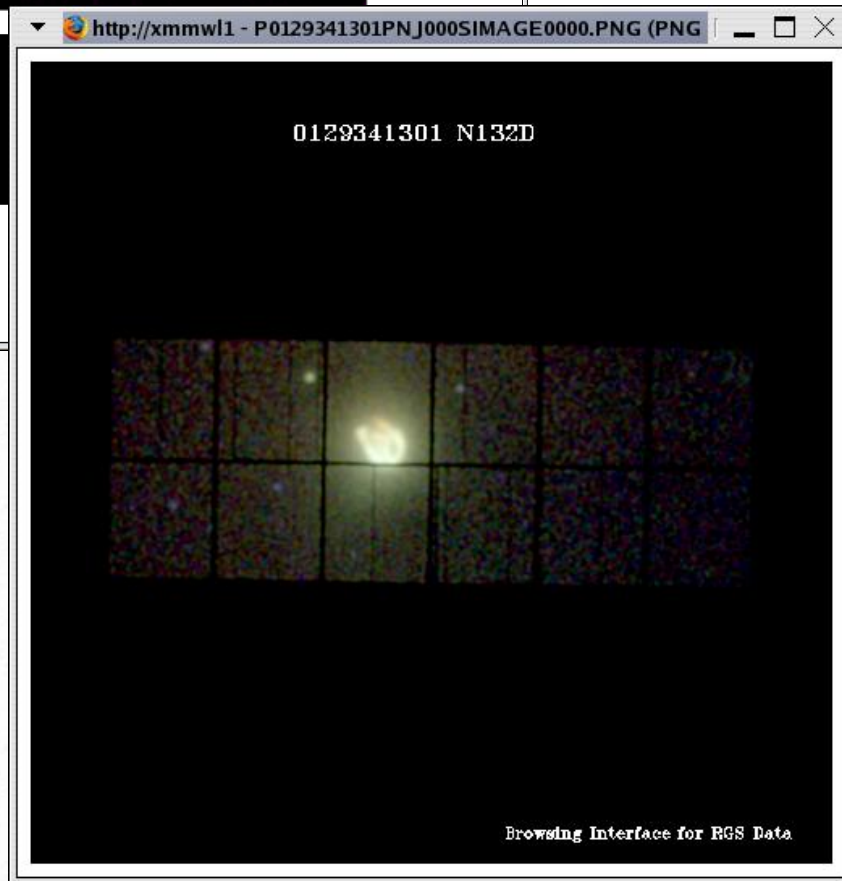 http://xmmwl1 - P0129341301PNJ000SIMAGE0000.PNG (PNG
0129341301 N132D
Browsing Interface for RGS Data